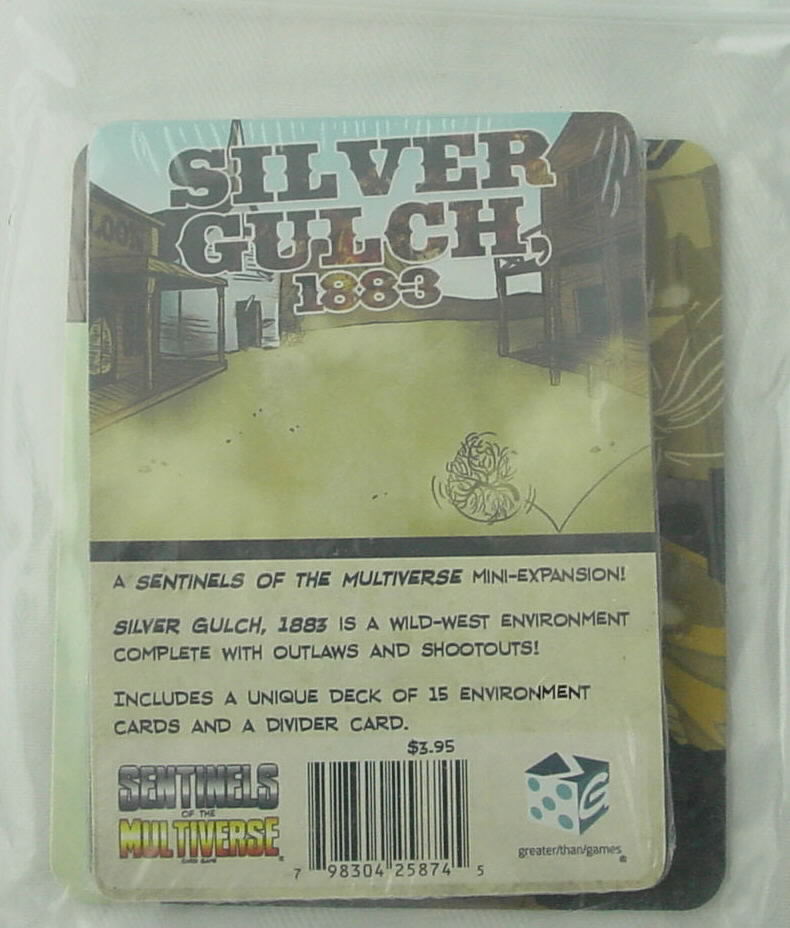 SILVER
GULCH,
1883
A SENTINELS OF THE MULTIVERSE MINI-EXPANSION!
SILVER GULCH, 1883 IS A WILD-WEST ENVIRONMENT
COMPLETE WITH OUTLAWS AND SHOOTOUTS!
INCLUDES A UNIQUE DECK OF 15 ENVIRONMENT
CARDS AND A DIVIDER CARD.
$3.95
SENTINELS
OF THE
MULTIVERSE
CARD GAME
7 98304 25874 5
G
greater/than/games